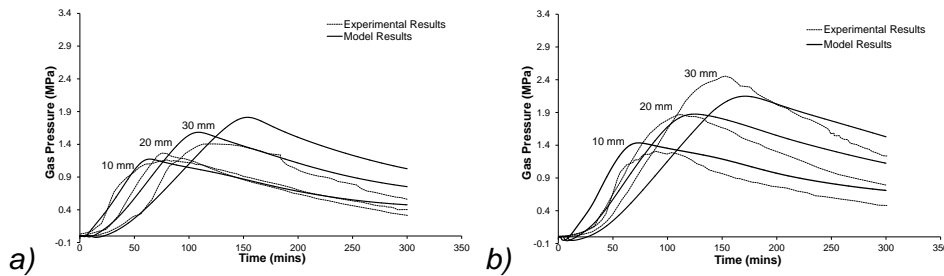 3.4
2.9
2.4
1.9
1.4
0.9
0.4
-0.1
Gas Pressure (MPa)
Experimental Results
Model Results
30 mm
20 mm
10 mm
0 50 100 150 200 250 300 350
Time (mins)
a)
3.4
2.9
2.4
1.9
1.4
0.9
0.4
-0.1
Gas Pressure (MPa)
Experimental Results
Model Results
30 mm
20 mm
10 mm
0 50 100 150 200 250 300 350
Time (mins)
b)